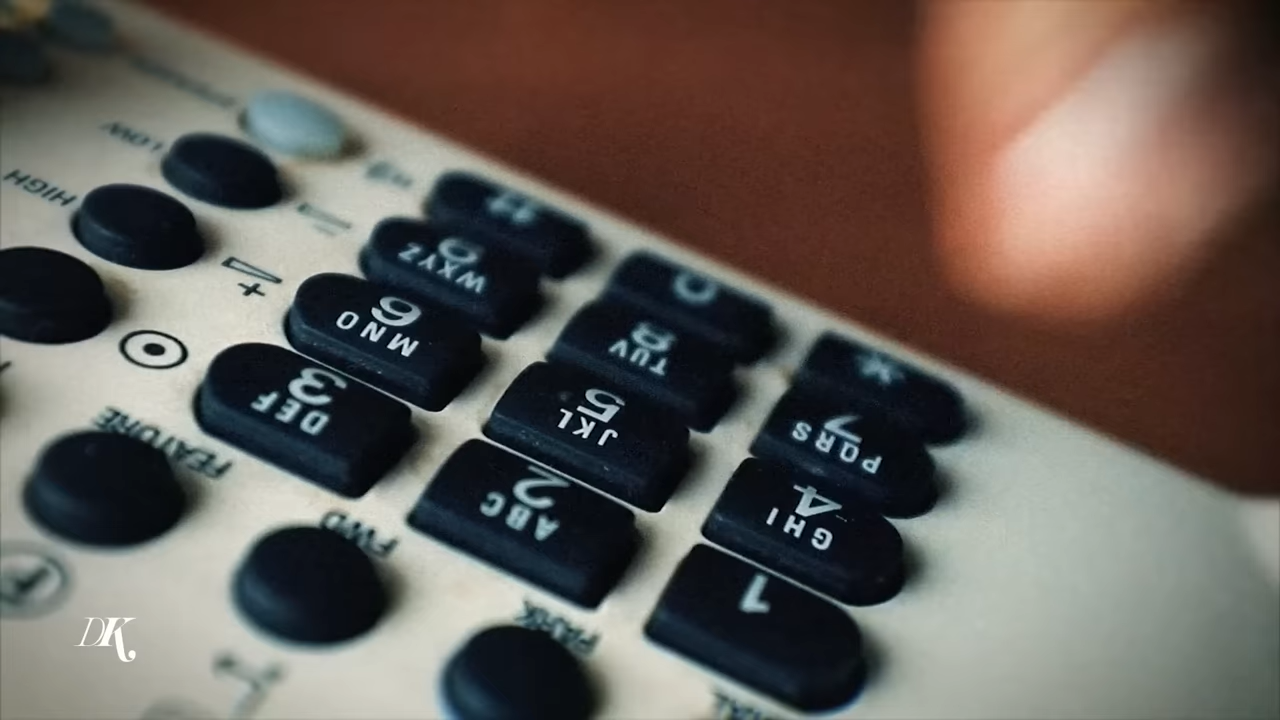 LOW
HIGH
#
WXYZ 9
MNO 6
DEF 3
0
TUV 8
JKL 5
ABC 2
*
PQRS 7
GHI 4
1
FEATURE
FWD
PARK
DK